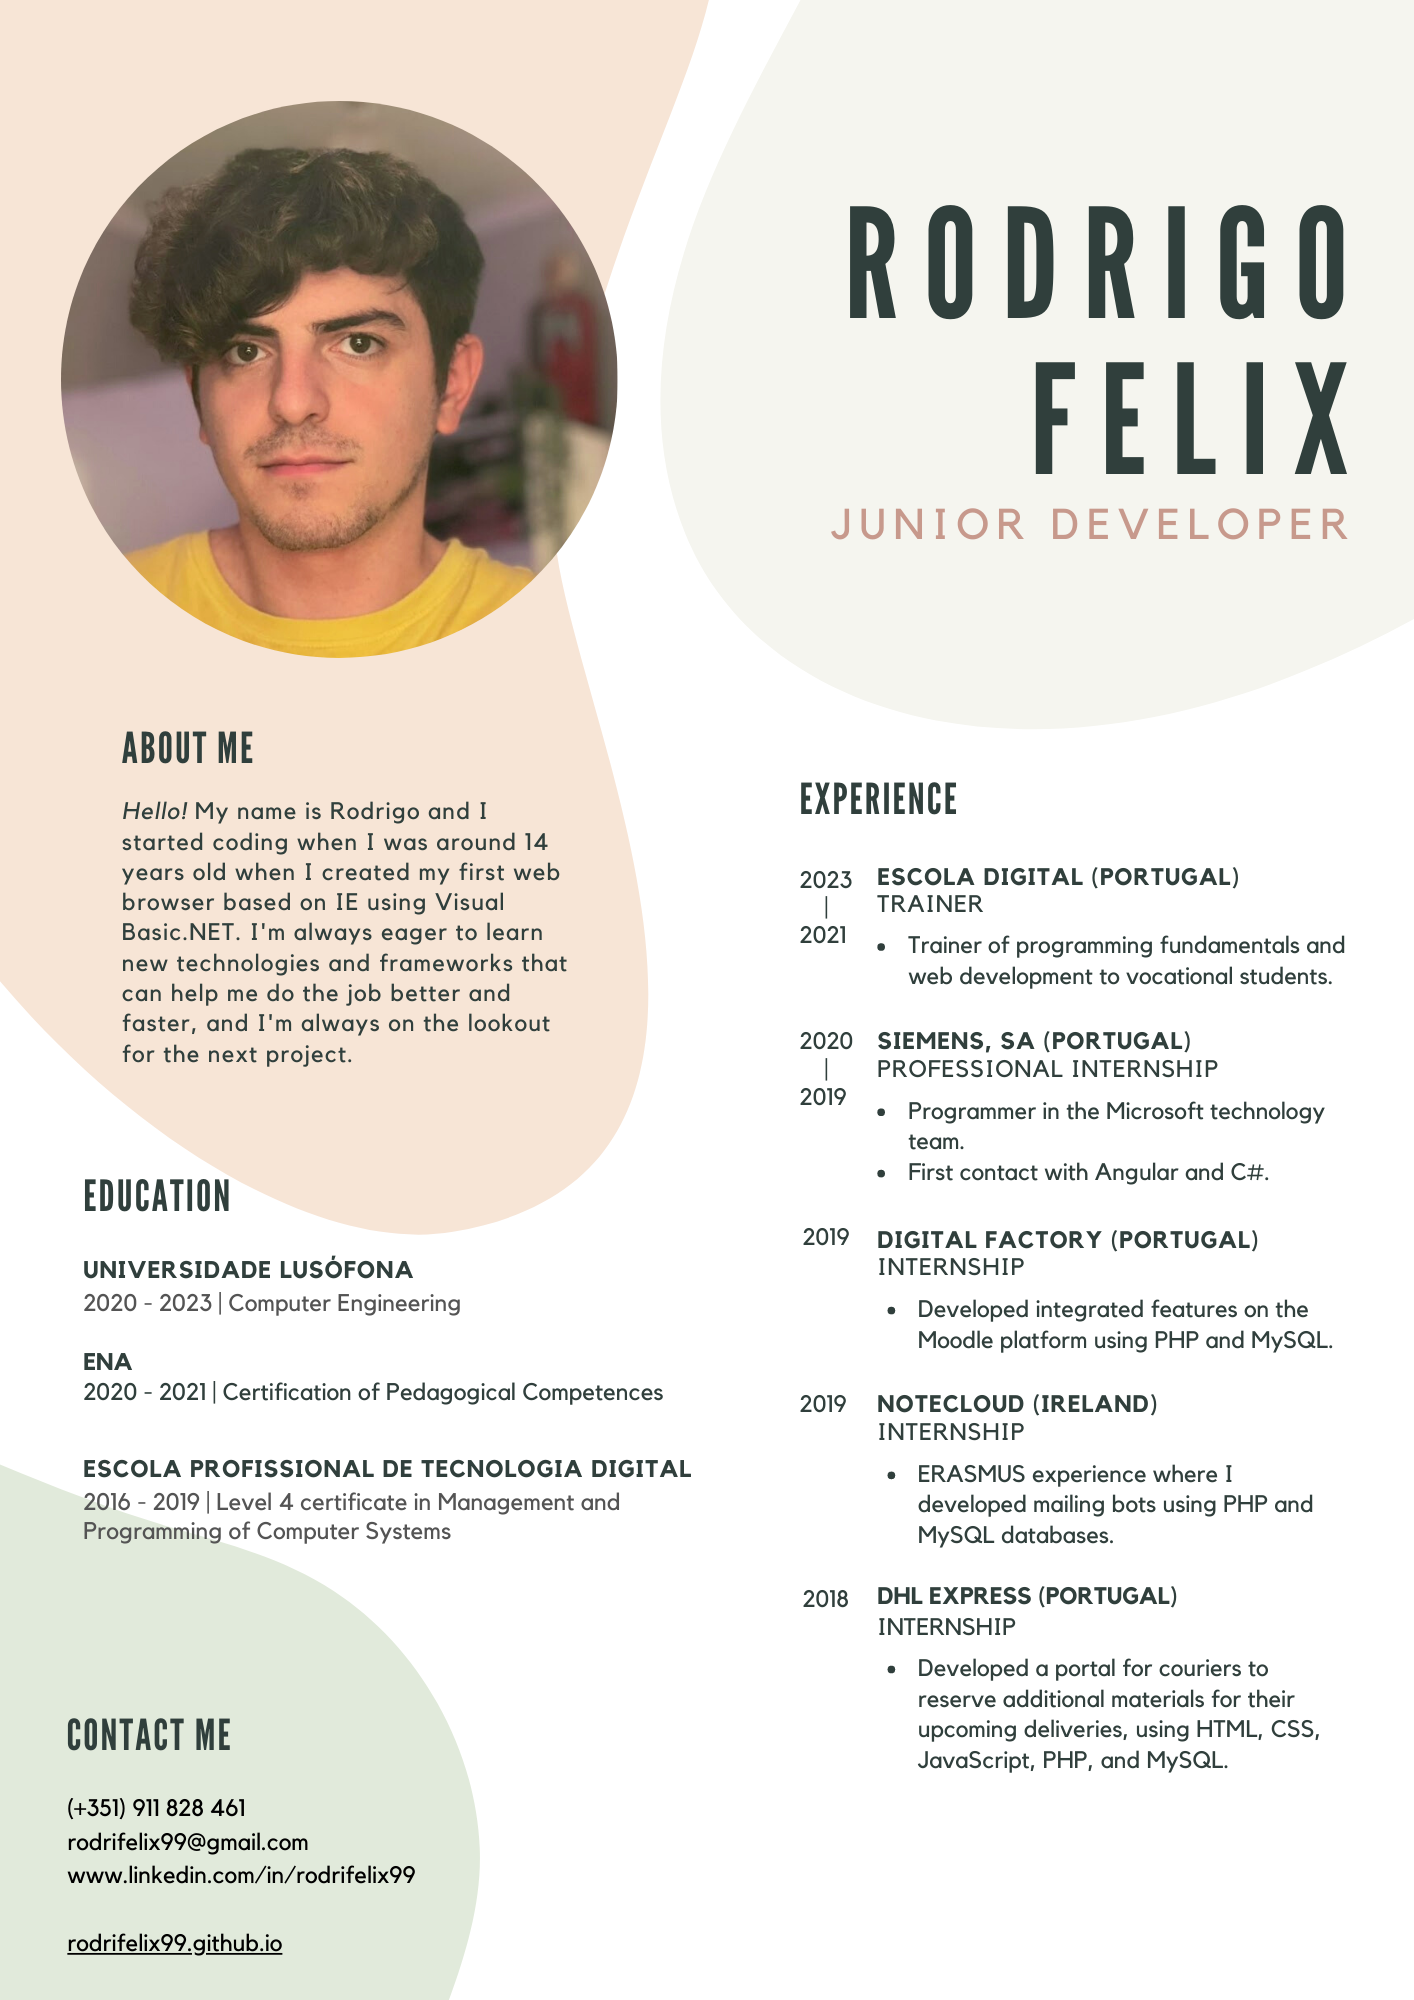 RODRIGO
FELIX
JUNIOR DEVELOPER
ABOUT ME
Hello! My name is Rodrigo and I
started coding when I was around 14
years old when I created my first web
browser based on IE using Visual
Basic.NET. I'm always eager to learn
new technologies and frameworks that
can help me do the job better and
faster, and I'm always on the lookout
for the next project.
EDUCATION
UNIVERSIDADE LUSÓFONA
2020 - 2023 | Computer Engineering
ENA
2020 - 2021 | Certification of Pedagogical Competences
ESCOLA PROFISSIONAL DE TECNOLOGIA DIGITAL
2016 - 2019 | Level 4 certificate in Management and
Programming of Computer Systems
CONTACT ME
(+351) 911 828 461
rodrifelix99@gmail.com
www.linkedin.com/in/rodrifelix99
rodrifelix99.github.io
EXPERIENCE
2023
|
2021
ESCOLA DIGITAL (PORTUGAL)
TRAINER
• Trainer of programming fundamentals and
web development to vocational students.
2020
|
2019
SIEMENS, SA (PORTUGAL)
PROFESSIONAL INTERNSHIP
• Programmer in the Microsoft technology
team.
• First contact with Angular and C#.
2019
DIGITAL FACTORY (PORTUGAL)
INTERNSHIP
• Developed integrated features on the
Moodle platform using PHP and MySQL.
2019
NOTECLOUD (IRELAND)
INTERNSHIP
• ERASMUS experience where I
developed mailing bots using PHP and
MySQL databases.
2018
DHL EXPRESS (PORTUGAL)
INTERNSHIP
• Developed a portal for couriers to
reserve additional materials for their
upcoming deliveries, using HTML, CSS,
JavaScript, PHP, and MySQL.